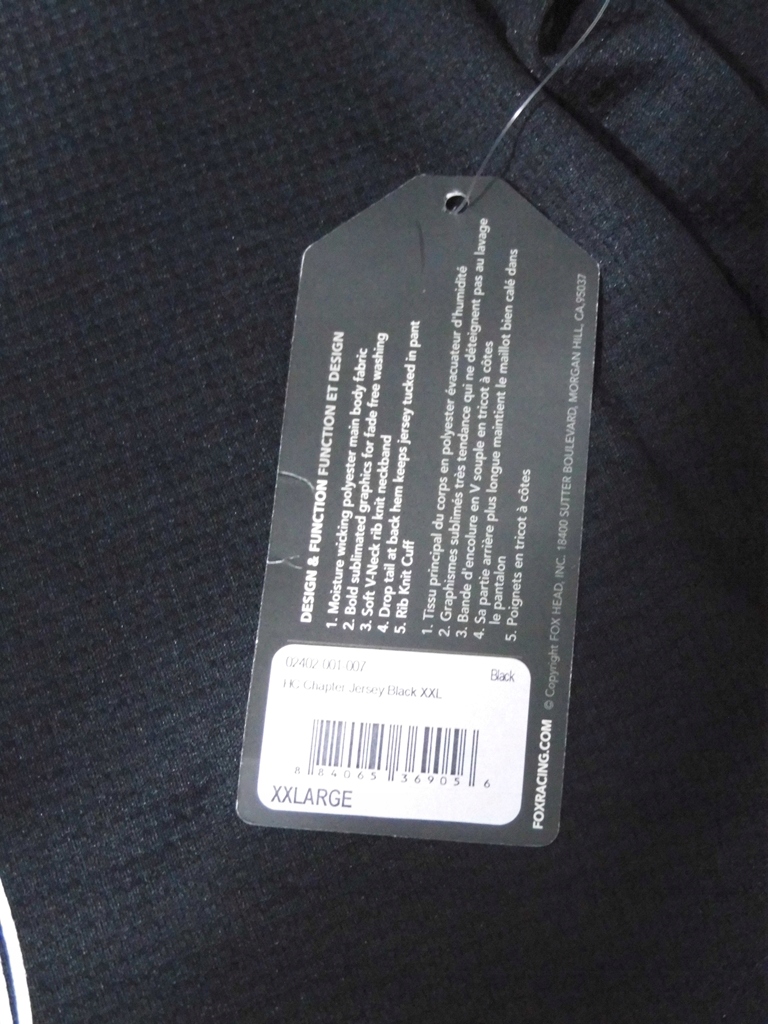 DESIGN & FUNCTION FUNCTION ET DESIGN
1. Moisture wicking polyester main body fabric
2. Bold sublimated graphics for fade free washing
3. Soft V-Neck rib knit neckband
4. Drop tail at back hem keeps jersey tucked in pant
5. Rib Knit Cuff
1. Tissu principal du corps en polyester évacuateur d'humidité
2. Graphismes sublimés très tendance qui ne déteignent pas au lavage
3. Bande d'encolure en V souple en tricot à côtes
4. Sa partie arrière plus longue maintient le maillot bien calé dans
le pantalon
5. Poignets en tricot à côtes
FOXRACING.COM © Copyright FOX HEAD, INC. 18400 SUTTER BOULEVARD, MORGAN HILL, CA,95037
02402-001-007
Black
HC Chapter Jersey Black XXL
8 84065 36905 6
XXLARGE